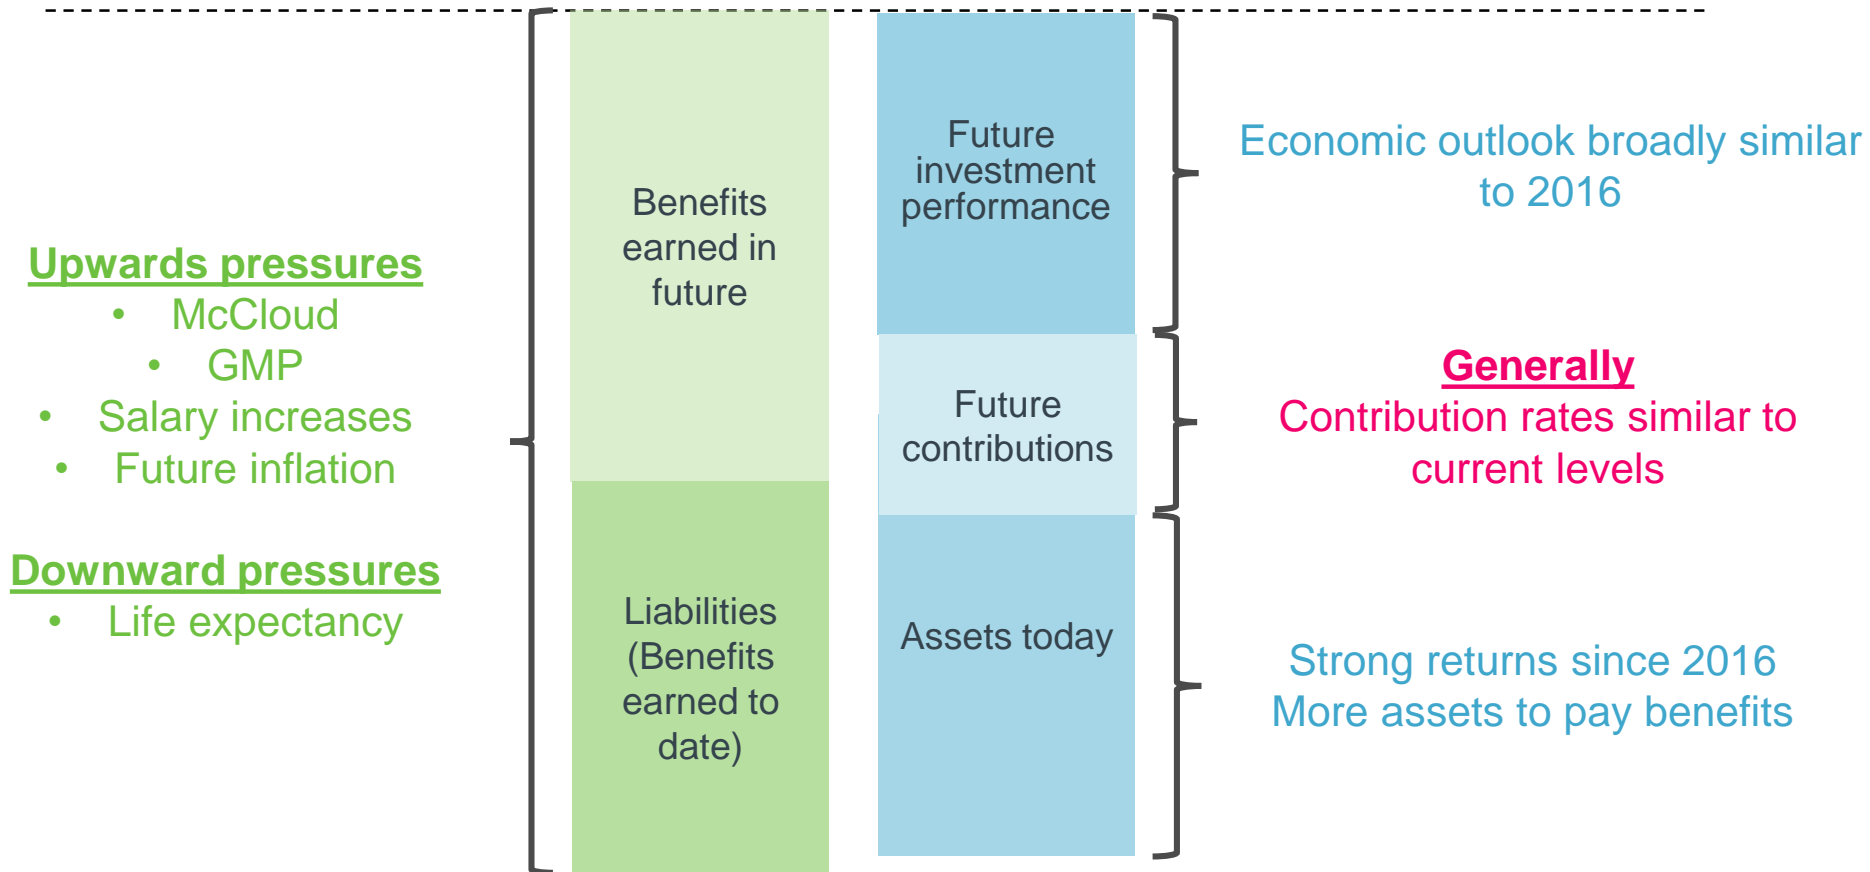 Upwards pressures
• McCloud
• GMP
• Salary increases
• Future inflation
Downward pressures
• Life expectancy
Benefits
earned in
future
Liabilities
(Benefits
earned to
date)
Future
investment
performance
Future
contributions
Assets today
Economic outlook broadly similar
to 2016
Generally
Contribution rates similar to
current levels
Strong returns since 2016
More assets to pay benefits